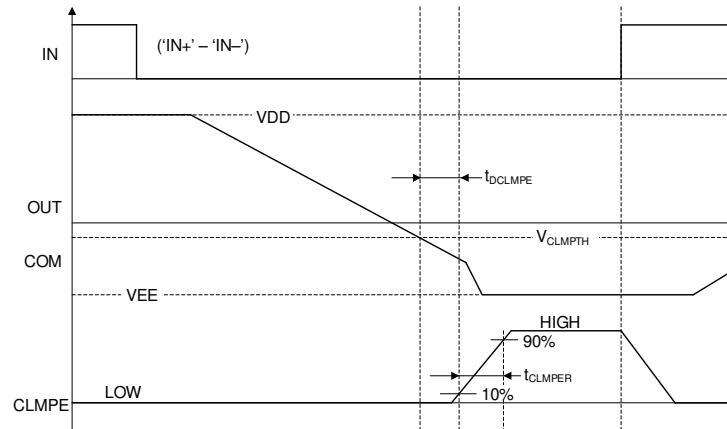 IN
('IN+' – 'IN–')
VDD
tDCLMPE
OUT
VCLMPTH
COM
VEE
HIGH
90%
tCLMPER
LOW
10%
CLMPE